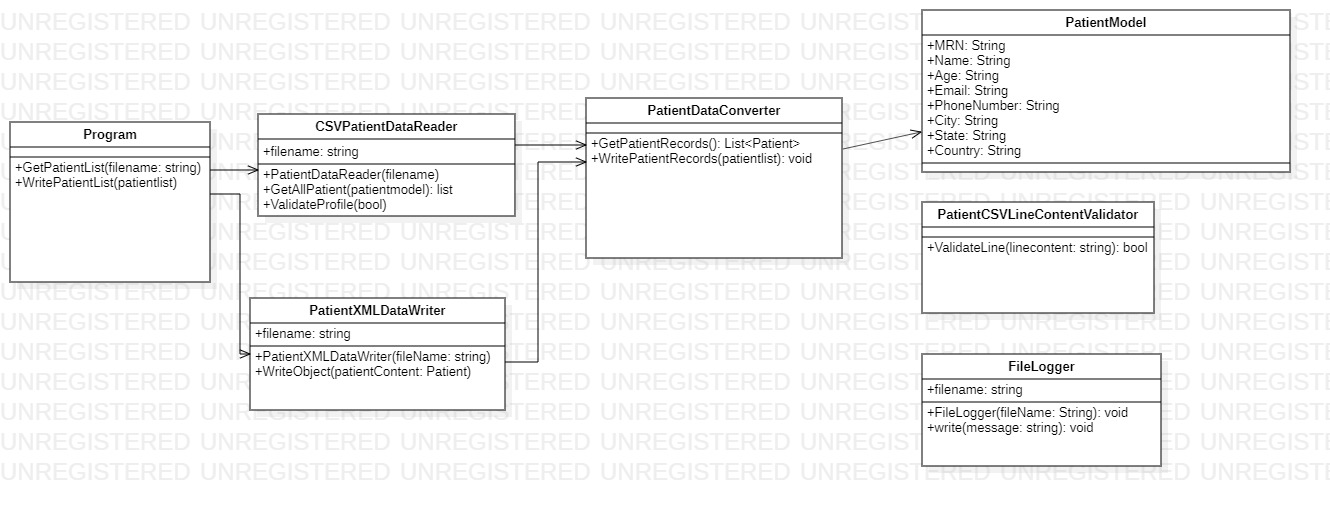 Program
+GetPatientList(filename: string)
+WritePatientList(patientlist)
CSVPatientDataReader
+filename: string
+PatientDataReader(filename)
+GetAllPatient(patientmodel): list
+ValidateProfile(bool)
PatientXMLDataWriter
+filename: string
+PatientXMLDataWriter(fileName: string)
+WriteObject(patientContent: Patient)
PatientDataConverter
+GetPatientRecords(): List<Patient>
+WritePatientRecords(patientlist): void
PatientModel
+MRN: String
+Name: String
+Age: String
+Email: String
+PhoneNumber: String
+City: String
+State: String
+Country: String
PatientCSVLineContentValidator
+ValidateLine(linecontent: string): bool
FileLogger
+filename: string
+FileLogger(fileName: String): void
+write(message: string): void
UNREGISTERED UNREGISTERED UNREGISTERED UNREGISTERED